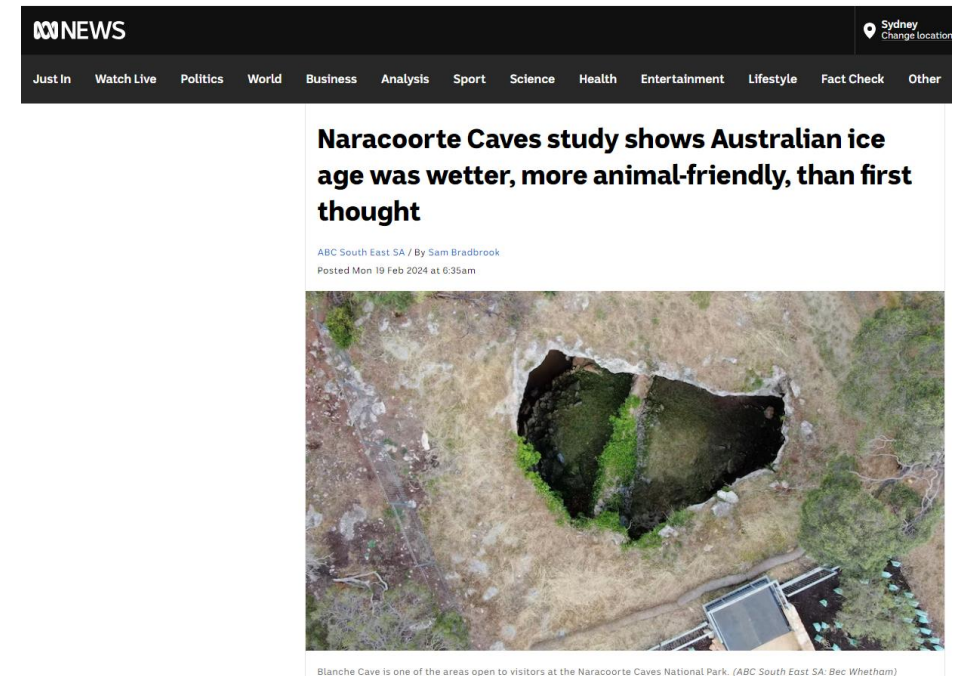 NEWS
Sydney
Change location
Just In Watch Live Politics World Business Analysis Sport Science Health Entertainment Lifestyle Fact Check Other
Naracoorte Caves study shows Australian ice
age was wetter, more animal-friendly, than first
thought
ABC South East SA / By Sam Bradbrook
Posted Mon 19 Feb 2024 at 6:35am
Blanche Cave is one of the areas open to visitors at the Naracoorte Caves National Park. (ABC South East SA: Bec Whetham)